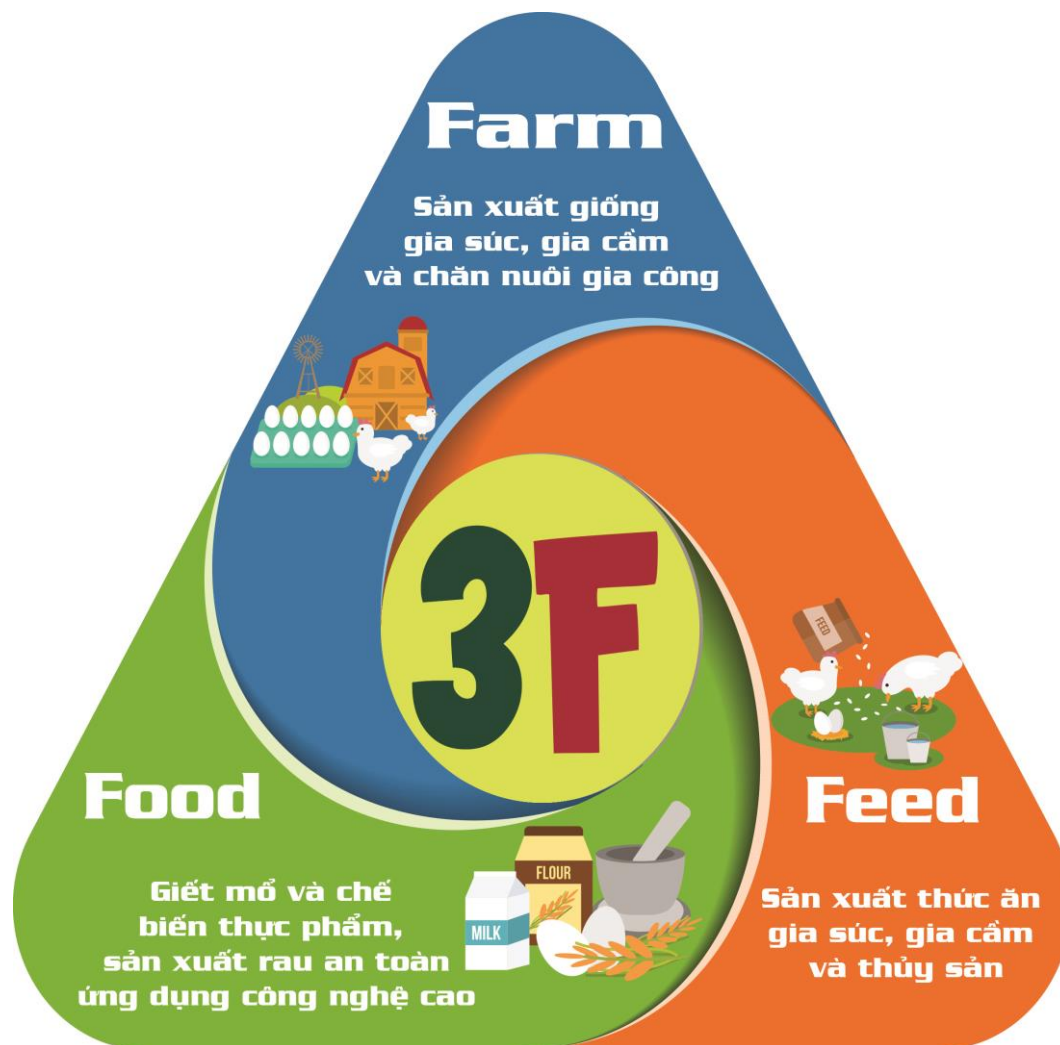 Farm
Sản xuất giống
gia súc, gia cầm
và chăn nuôi gia công
3F
FEED
Feed
Sản xuất thức ăn
gia súc, gia cầm
và thủy sản
Food
Giết mổ và chế
biến thực phẩm,
sản xuất rau an toàn
ứng dụng công nghệ cao
FLOUR
MILK